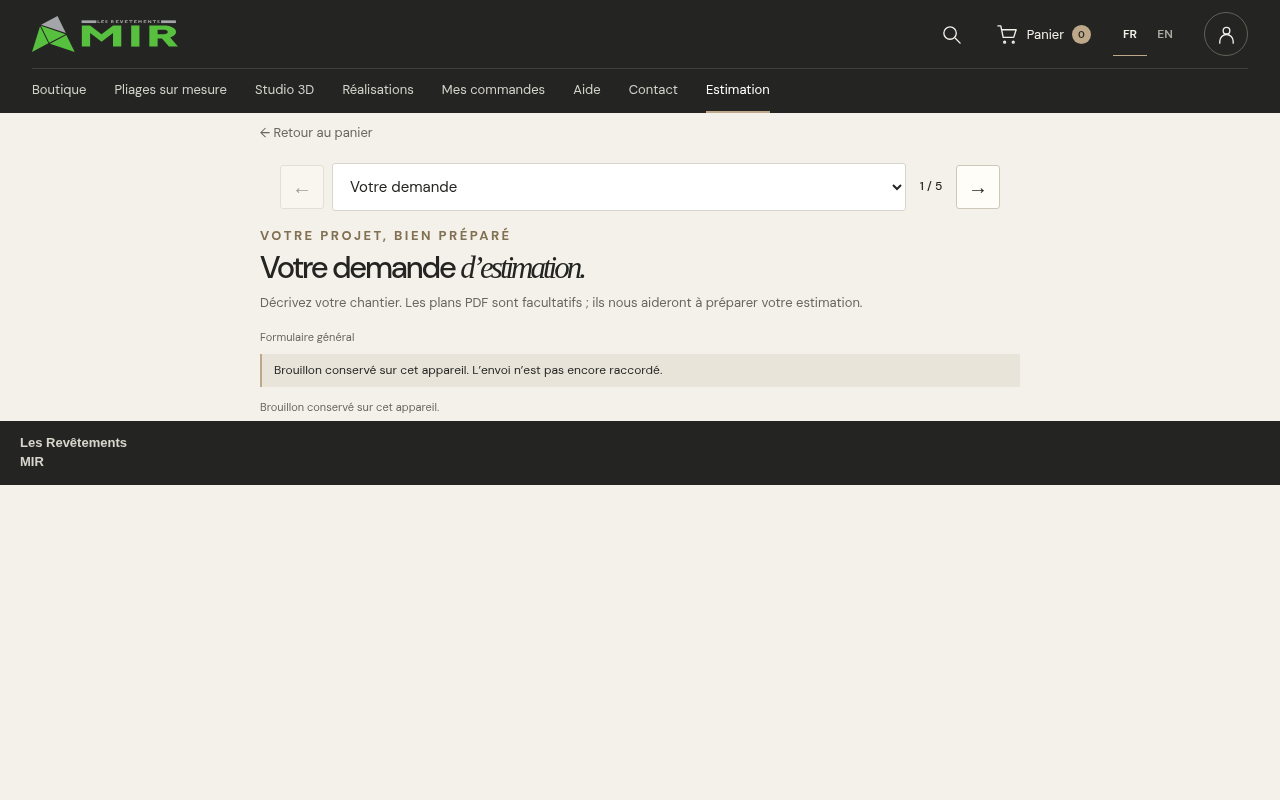 LES REVÊTEMENTS
MIR
Panier 0
FR EN
Boutique Pliages sur mesure Studio 3D Réalisations Mes commandes Aide Contact Estimation
← Retour au panier
← Votre demande 1 / 5 →
VOTRE PROJET, BIEN PRÉPARÉ
Votre demande d’estimation.
Décrivez votre chantier. Les plans PDF sont facultatifs ; ils nous aideront à préparer votre estimation.
Formulaire général
Brouillon conservé sur cet appareil. L’envoi n’est pas encore raccordé.
Brouillon conservé sur cet appareil.
Les Revêtements
MIR